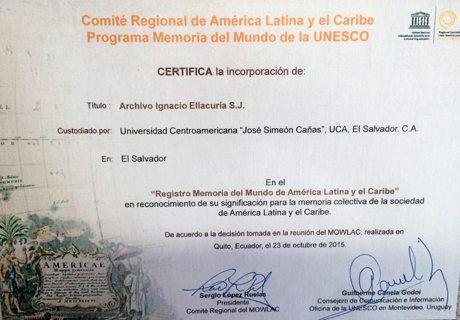 Comité Regional de América Latina y el Caribe
Programa Memoria del Mundo de la UNESCO
CERTIFICA la incorporación de:
Título : Archivo Ignacio Ellacuría S.J.
Custodiado por: Universidad Centroamericana "José Simeón Cañas", UCA, El Salvador. C.A.
En: El Salvador
En el
"Registro Memoria del Mundo de América Latina y el Caribe"
en reconocimiento de su significación para la memoria colectiva de la sociedad
de América Latina y el Caribe.
De acuerdo a la decisión tomada en la reunión del MOWLAC, realizada en
Quito, Ecuador, el 23 de octubre de 2015.
Sergio López Ruelas
Presidente
Comité Regional del MOWLAC
Guilherme Canela Godoi
Consejero de Comunicación e Información
Oficina de la UNESCO en Montevideo. Uruguay
AMERICAE
Mappa generalis